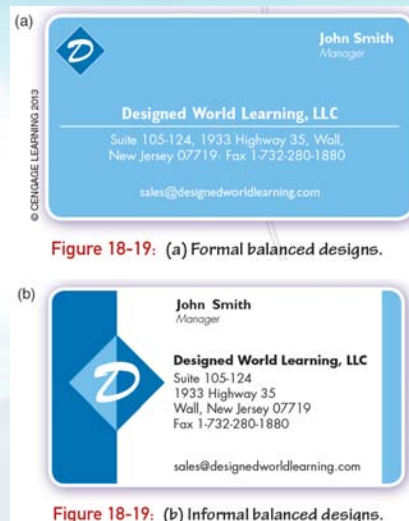 (a)
© CENGAGE LEARNING 2013
D
John Smith
Manager
Designed World Learning, LLC
Suite 105-124, 1933 Highway 35, Wall,
New Jersey 07719· Fax 1-732-280-1880
sales@designedworldlearning.com
Figure 18-19: (a) Formal balanced designs.
(b)
D
John Smith
Manager
Designed World Learning, LLC
Suite 105-124
1933 Highway 35
Wall, New Jersey 07719
Fax 1-732-280-1880
sales@designedworldlearning.com
Figure 18-19: (b) Informal balanced designs.